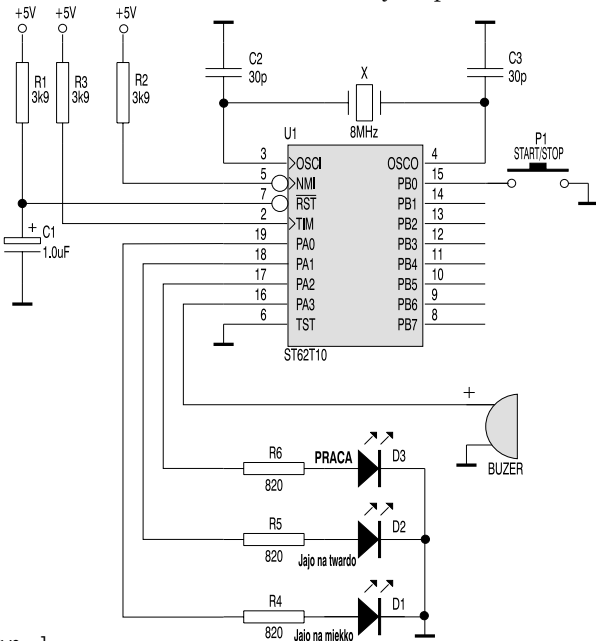 +5V +5V +5V
R1
3k9
R3
3k9
R2
3k9
C2
30p
X
8MHz
C3
30p
U1
P1
START/STOP
3 OSCI OSCO 4
5 NMI PB0 15
7 RST PB1 14
2 TIM PB2 13
19 PA0 PB3 12
18 PA1 PB4 11
17 PA2 PB5 10
16 PA3 PB6 9
6 TST PB7 8
ST62T10
+
C1
1.0uF
+
BUZER
R6
820
PRACA
D3
R5
820
Jajo na twardo
D2
R4
820
Jajo na miekko
D1